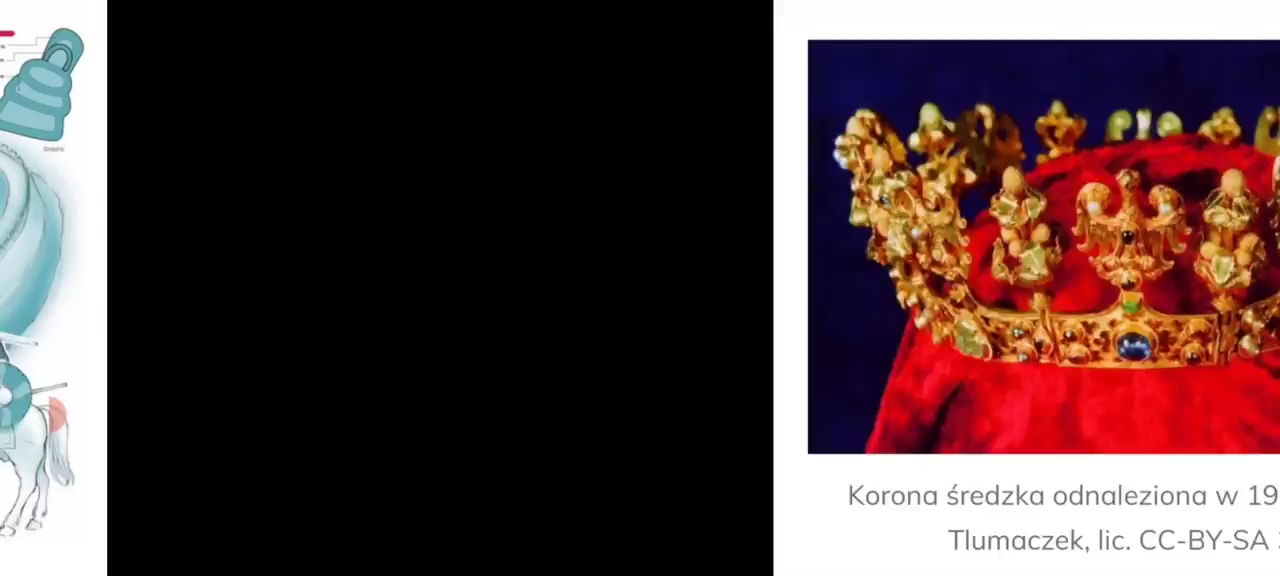 Korona średzka odnaleziona w 19
Tlumaczek, lic. CC-BY-SA